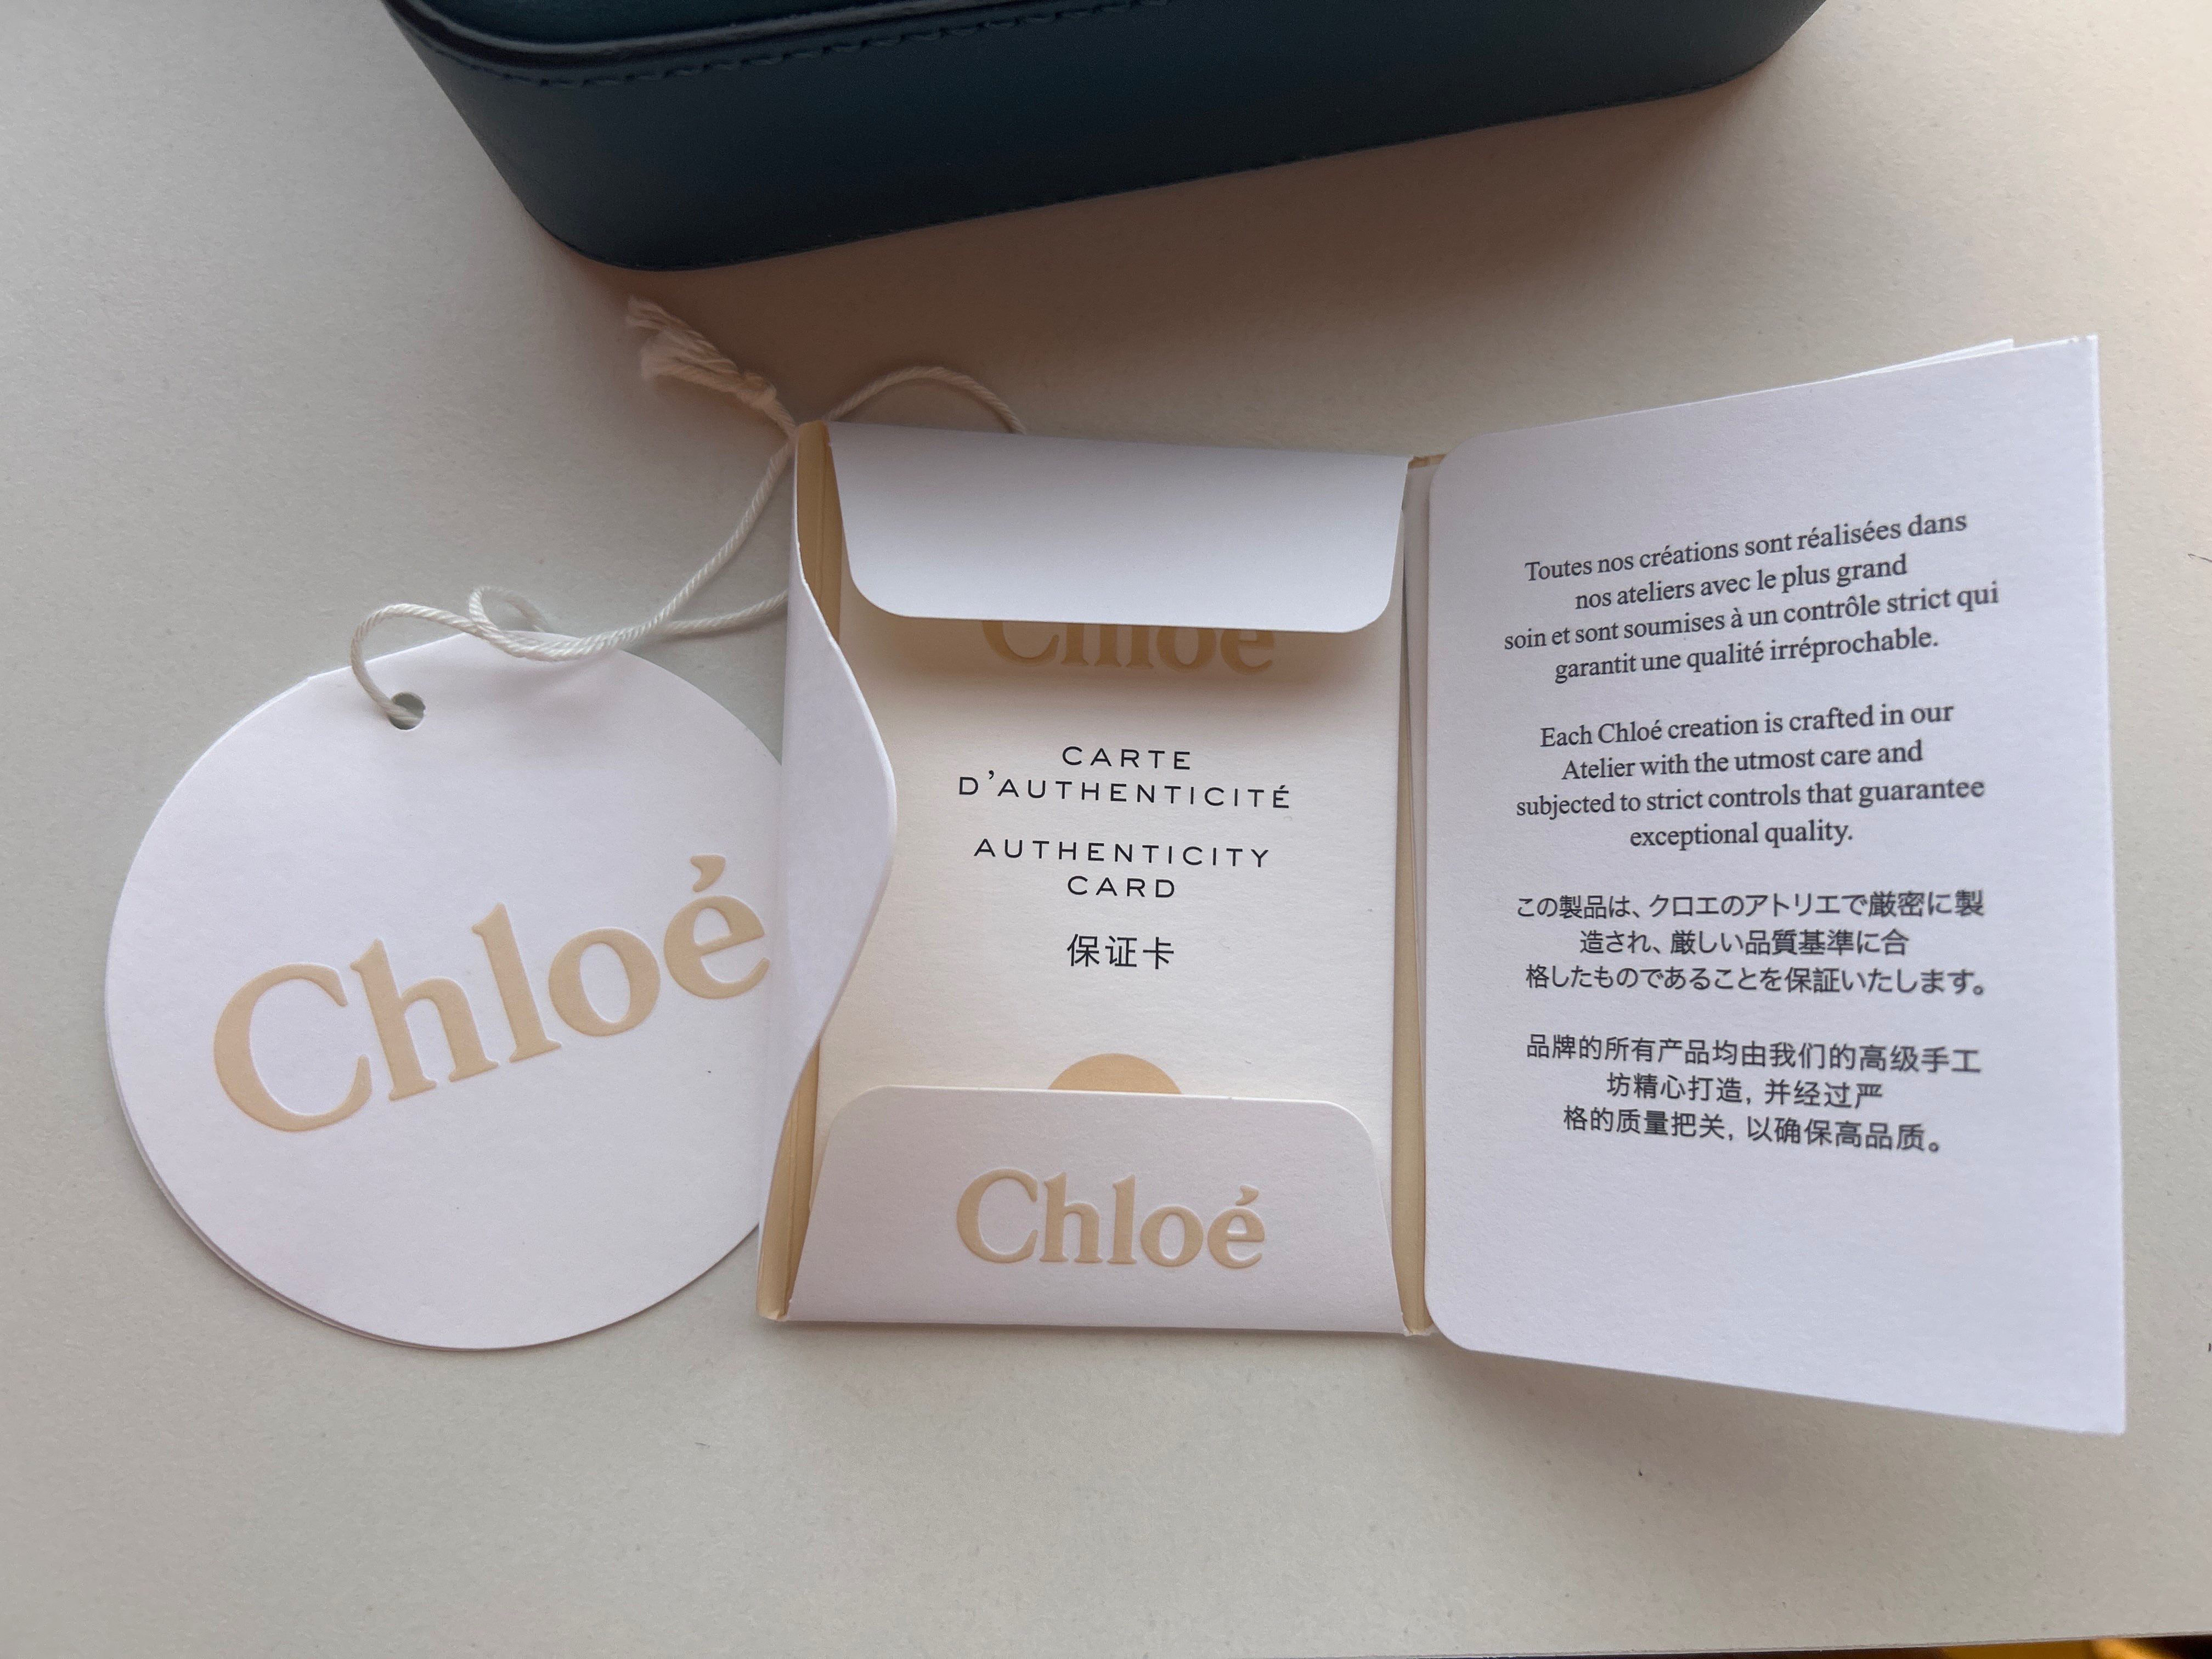 Chloé
Chloé
CARTE
D'AUTHENTICITÉ
AUTHENTICITY
CARD
保证卡
Chloé
Toutes nos créations sont réalisées dans
nos ateliers avec le plus grand
soin et sont soumises à un contrôle strict qui
garantit une qualité irréprochable.
Each Chloé creation is crafted in our
Atelier with the utmost care and
subjected to strict controls that guarantee
exceptional quality.
この製品は、クロエのアトリエで厳密に製
造され、厳しい品質基準に合
格したものであることを保証いたします。
品牌的所有产品均由我们的高级手工
坊精心打造, 并经过严
格的质量把关, 以确保高品质。